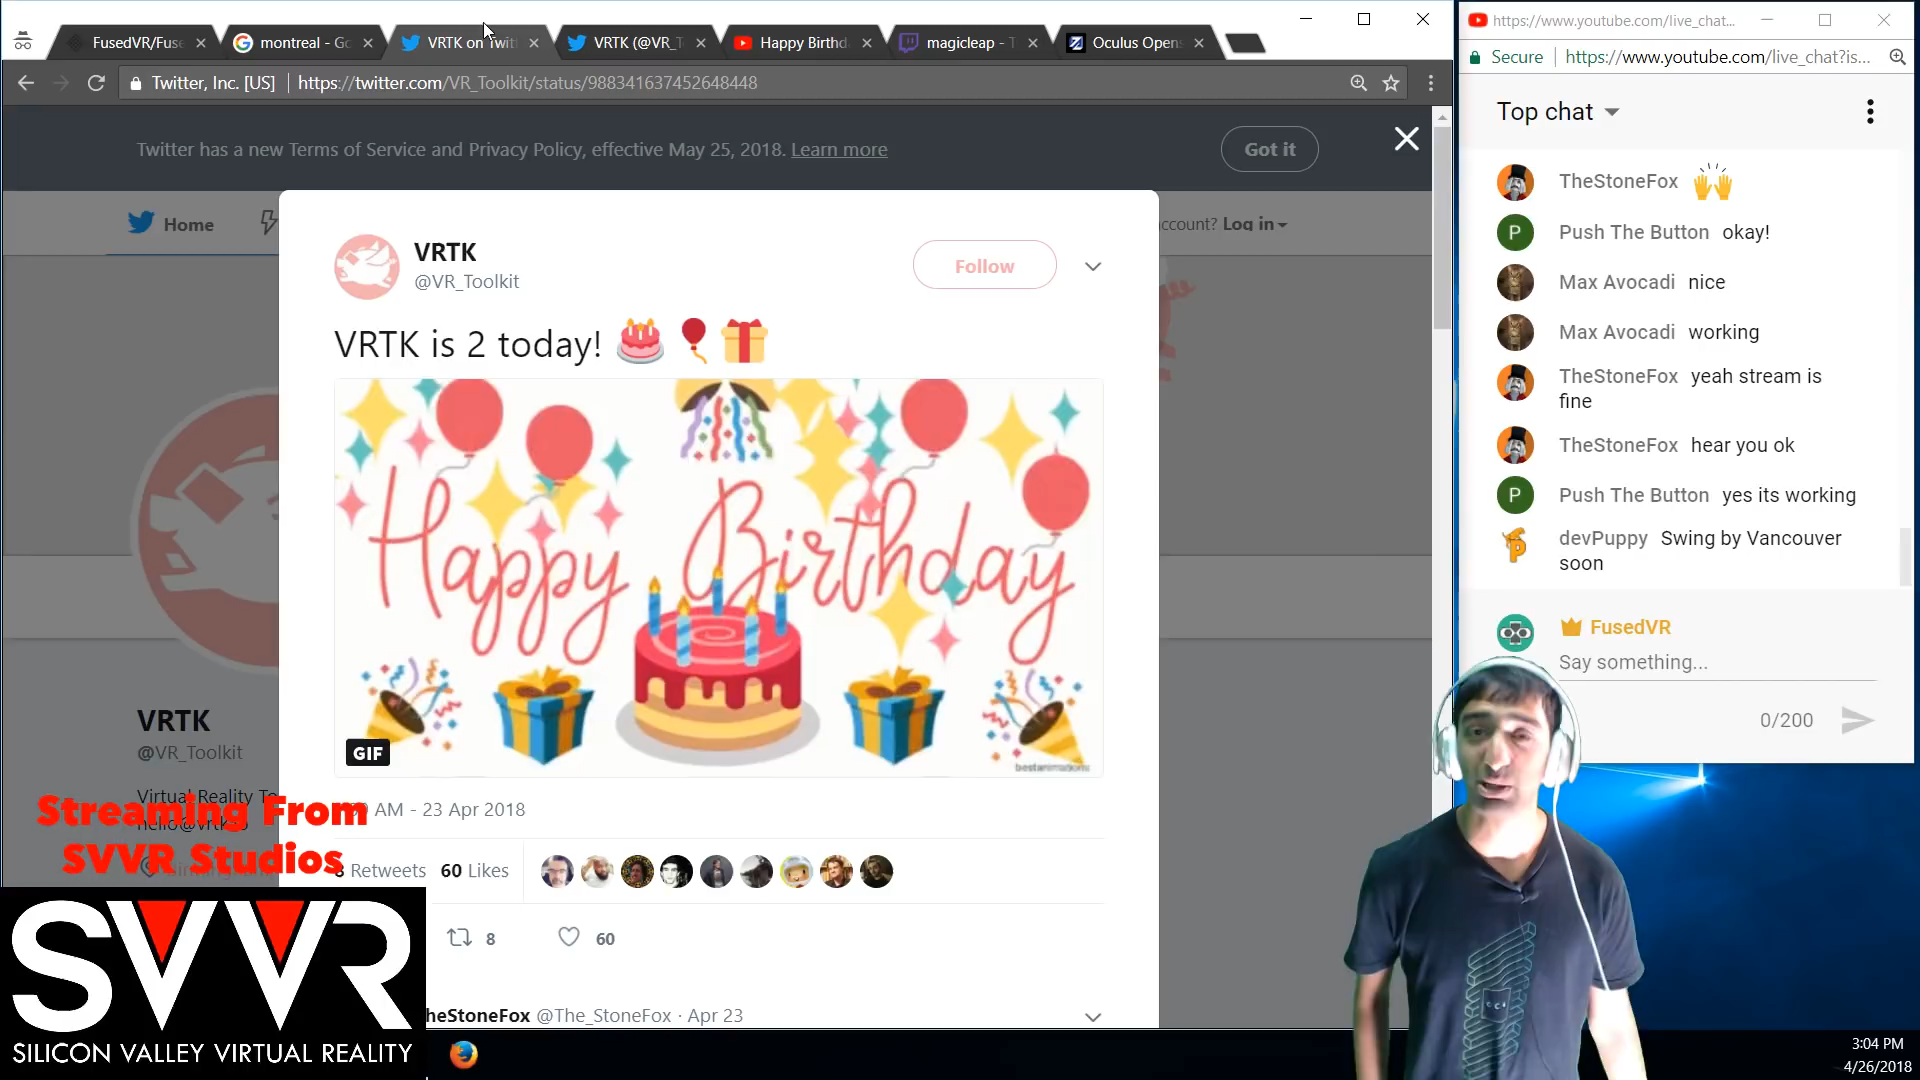 FusedVR/Fuse
montreal - Go
VRTK on Twitt
VRTK (@VR_T
Happy Birthd
magicleap - T
Oculus Opens
Twitter, Inc. [US]
https://twitter.com/VR_Toolkit/status/988341637452648448
Twitter has a new Terms of Service and Privacy Policy, effective May 25, 2018. Learn more
Got it
Home
ccount? Log in
VRTK
@VR_Toolkit
Follow
VRTK is 2 today!
Happy Birthday
GIF
bestanimations
AM - 23 Apr 2018
Retweets 60 Likes
8 60
heStoneFox @The_StoneFox · Apr 23
VRTK
@VR_Toolkit
Virtual Reality To
Streaming From
SVVR Studios
SVVR
SILICON VALLEY VIRTUAL REALITY
https://www.youtube.com/live_chat...
Secure
https://www.youtube.com/live_chat?is...
Top chat
TheStoneFox
P Push The Button okay!
Max Avocadi nice
Max Avocadi working
TheStoneFox yeah stream is
fine
TheStoneFox hear you ok
P Push The Button yes its working
devPuppy Swing by Vancouver
soon
FusedVR
Say something...
0/200
3:04 PM
4/26/2018